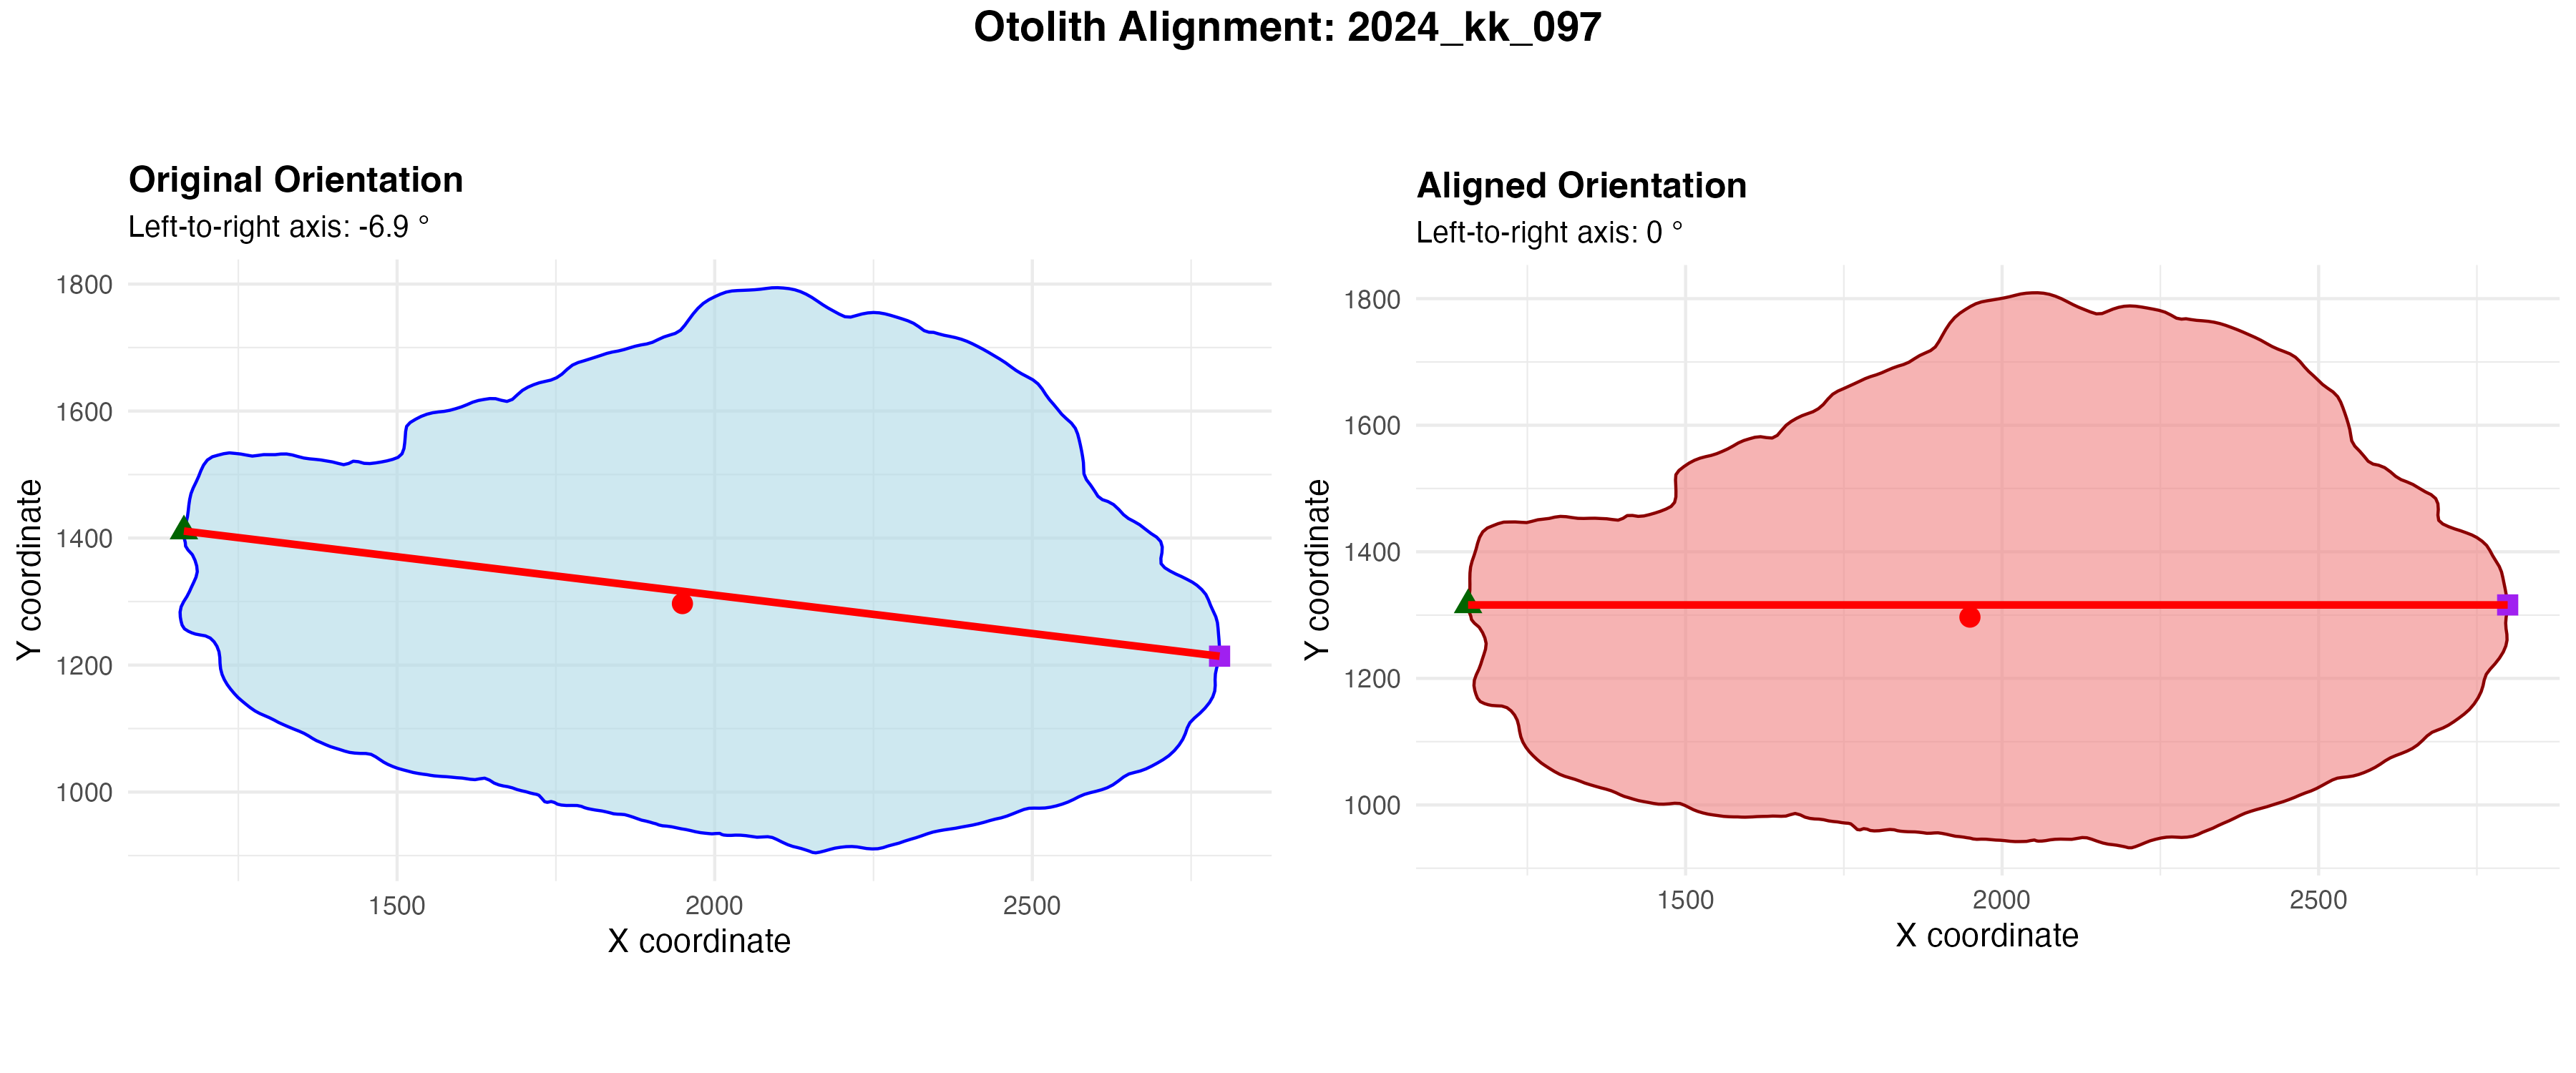 Otolith Alignment: 2024_kk_097
Original Orientation
Left-to-right axis: -6.9 °
1800
1600
1400
1200
1000
Y coordinate
1500 2000 2500
X coordinate
Aligned Orientation
Left-to-right axis: 0 °
1800
1600
1400
1200
1000
Y coordinate
1500 2000 2500
X coordinate